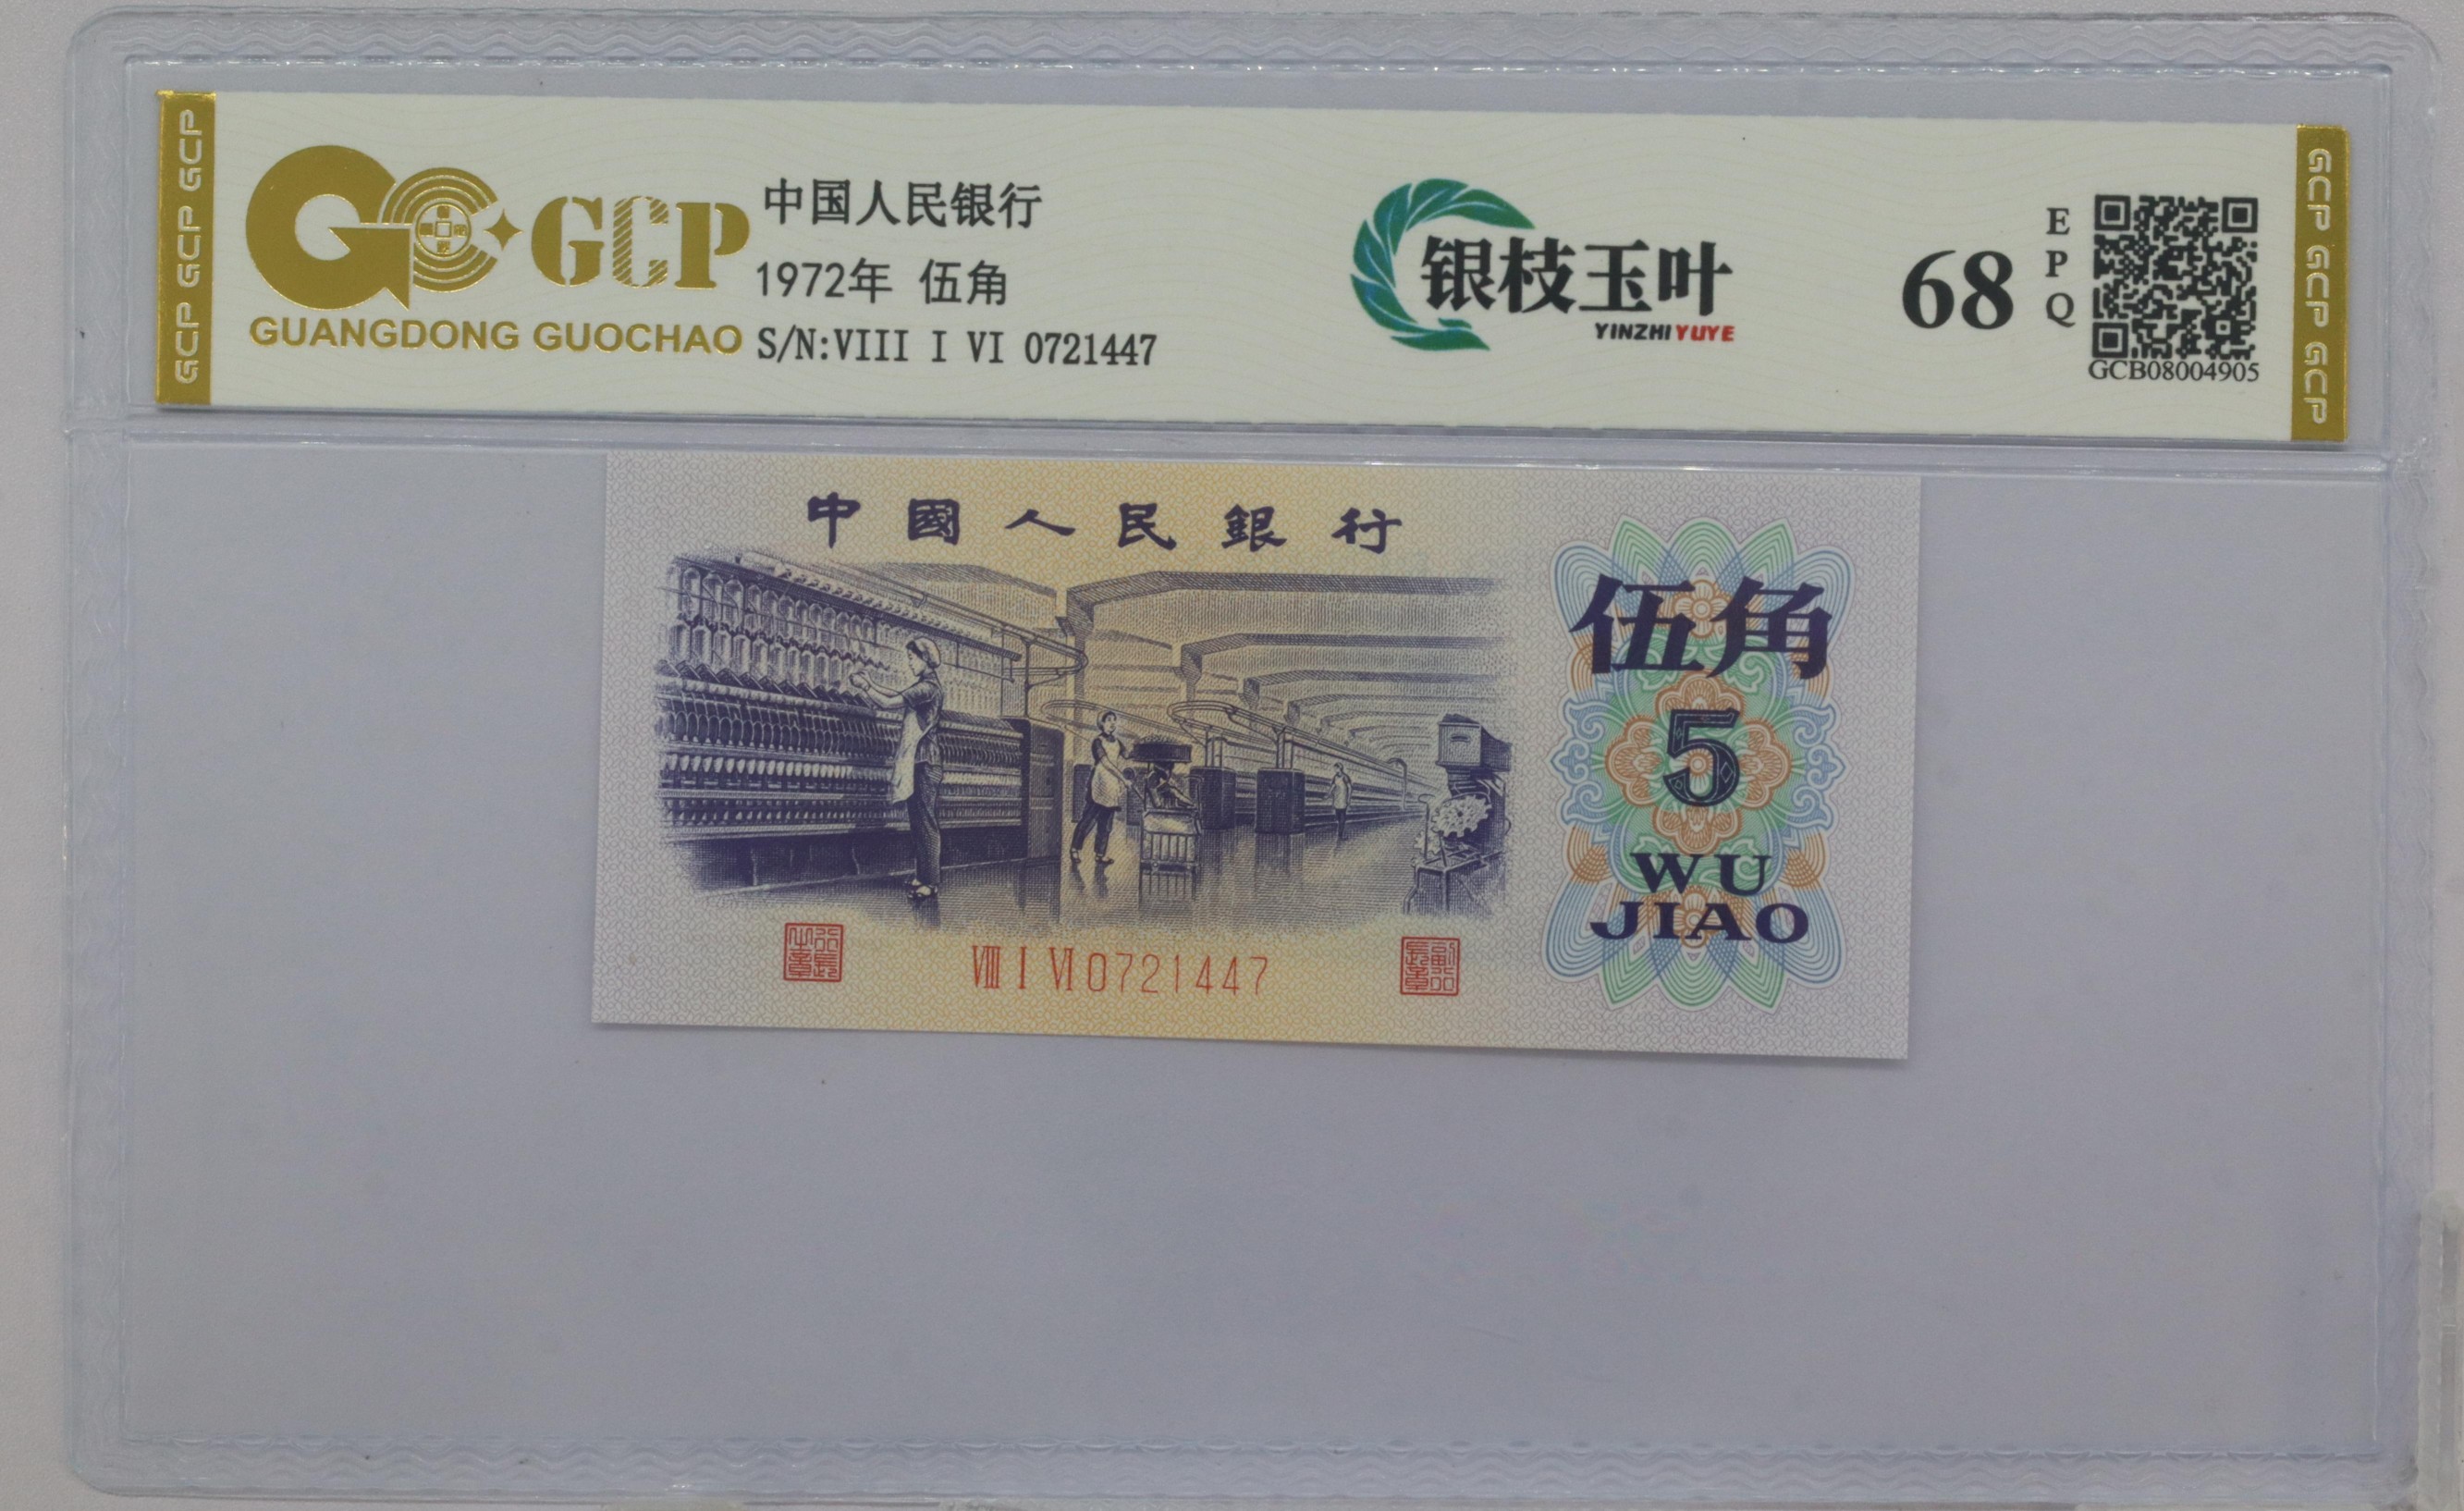 GCP GCP GCP
GCP
GUANGDONG GUOCHAO
中国人民银行
1972年 伍角
S/N:VIII I VI 0721447
银枝玉叶
YINZHIYUYE
68
E
P
Q
GCB08004905
GCP GCP GCP
中國人民銀行
伍角
5
WU
JIAO
VIII I VI 0721447